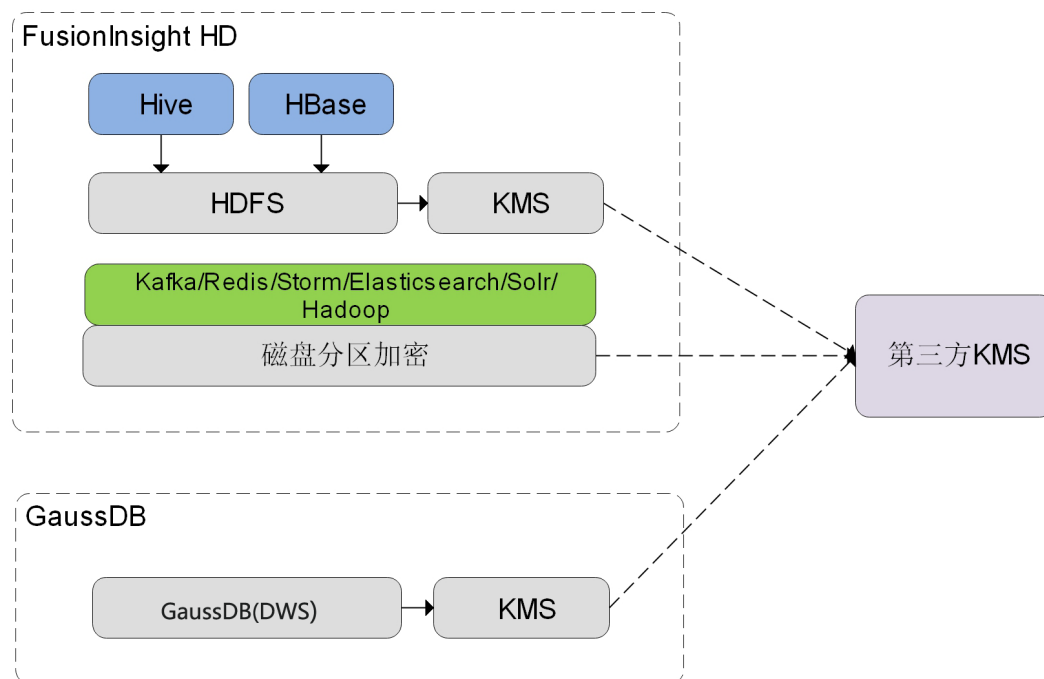 FusionInsight HD
Hive
HBase
HDFS
KMS
Kafka/Redis/Storm/Elasticsearch/Solr/
Hadoop
磁盘分区加密
第三方KMS
GaussDB
GaussDB(DWS)
KMS